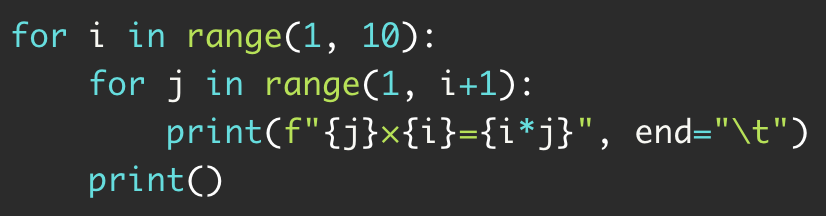 for i in range(1, 10):
    for j in range(1, i+1):
        print(f"{j}×{i}={i*j}", end="\t")
    print()